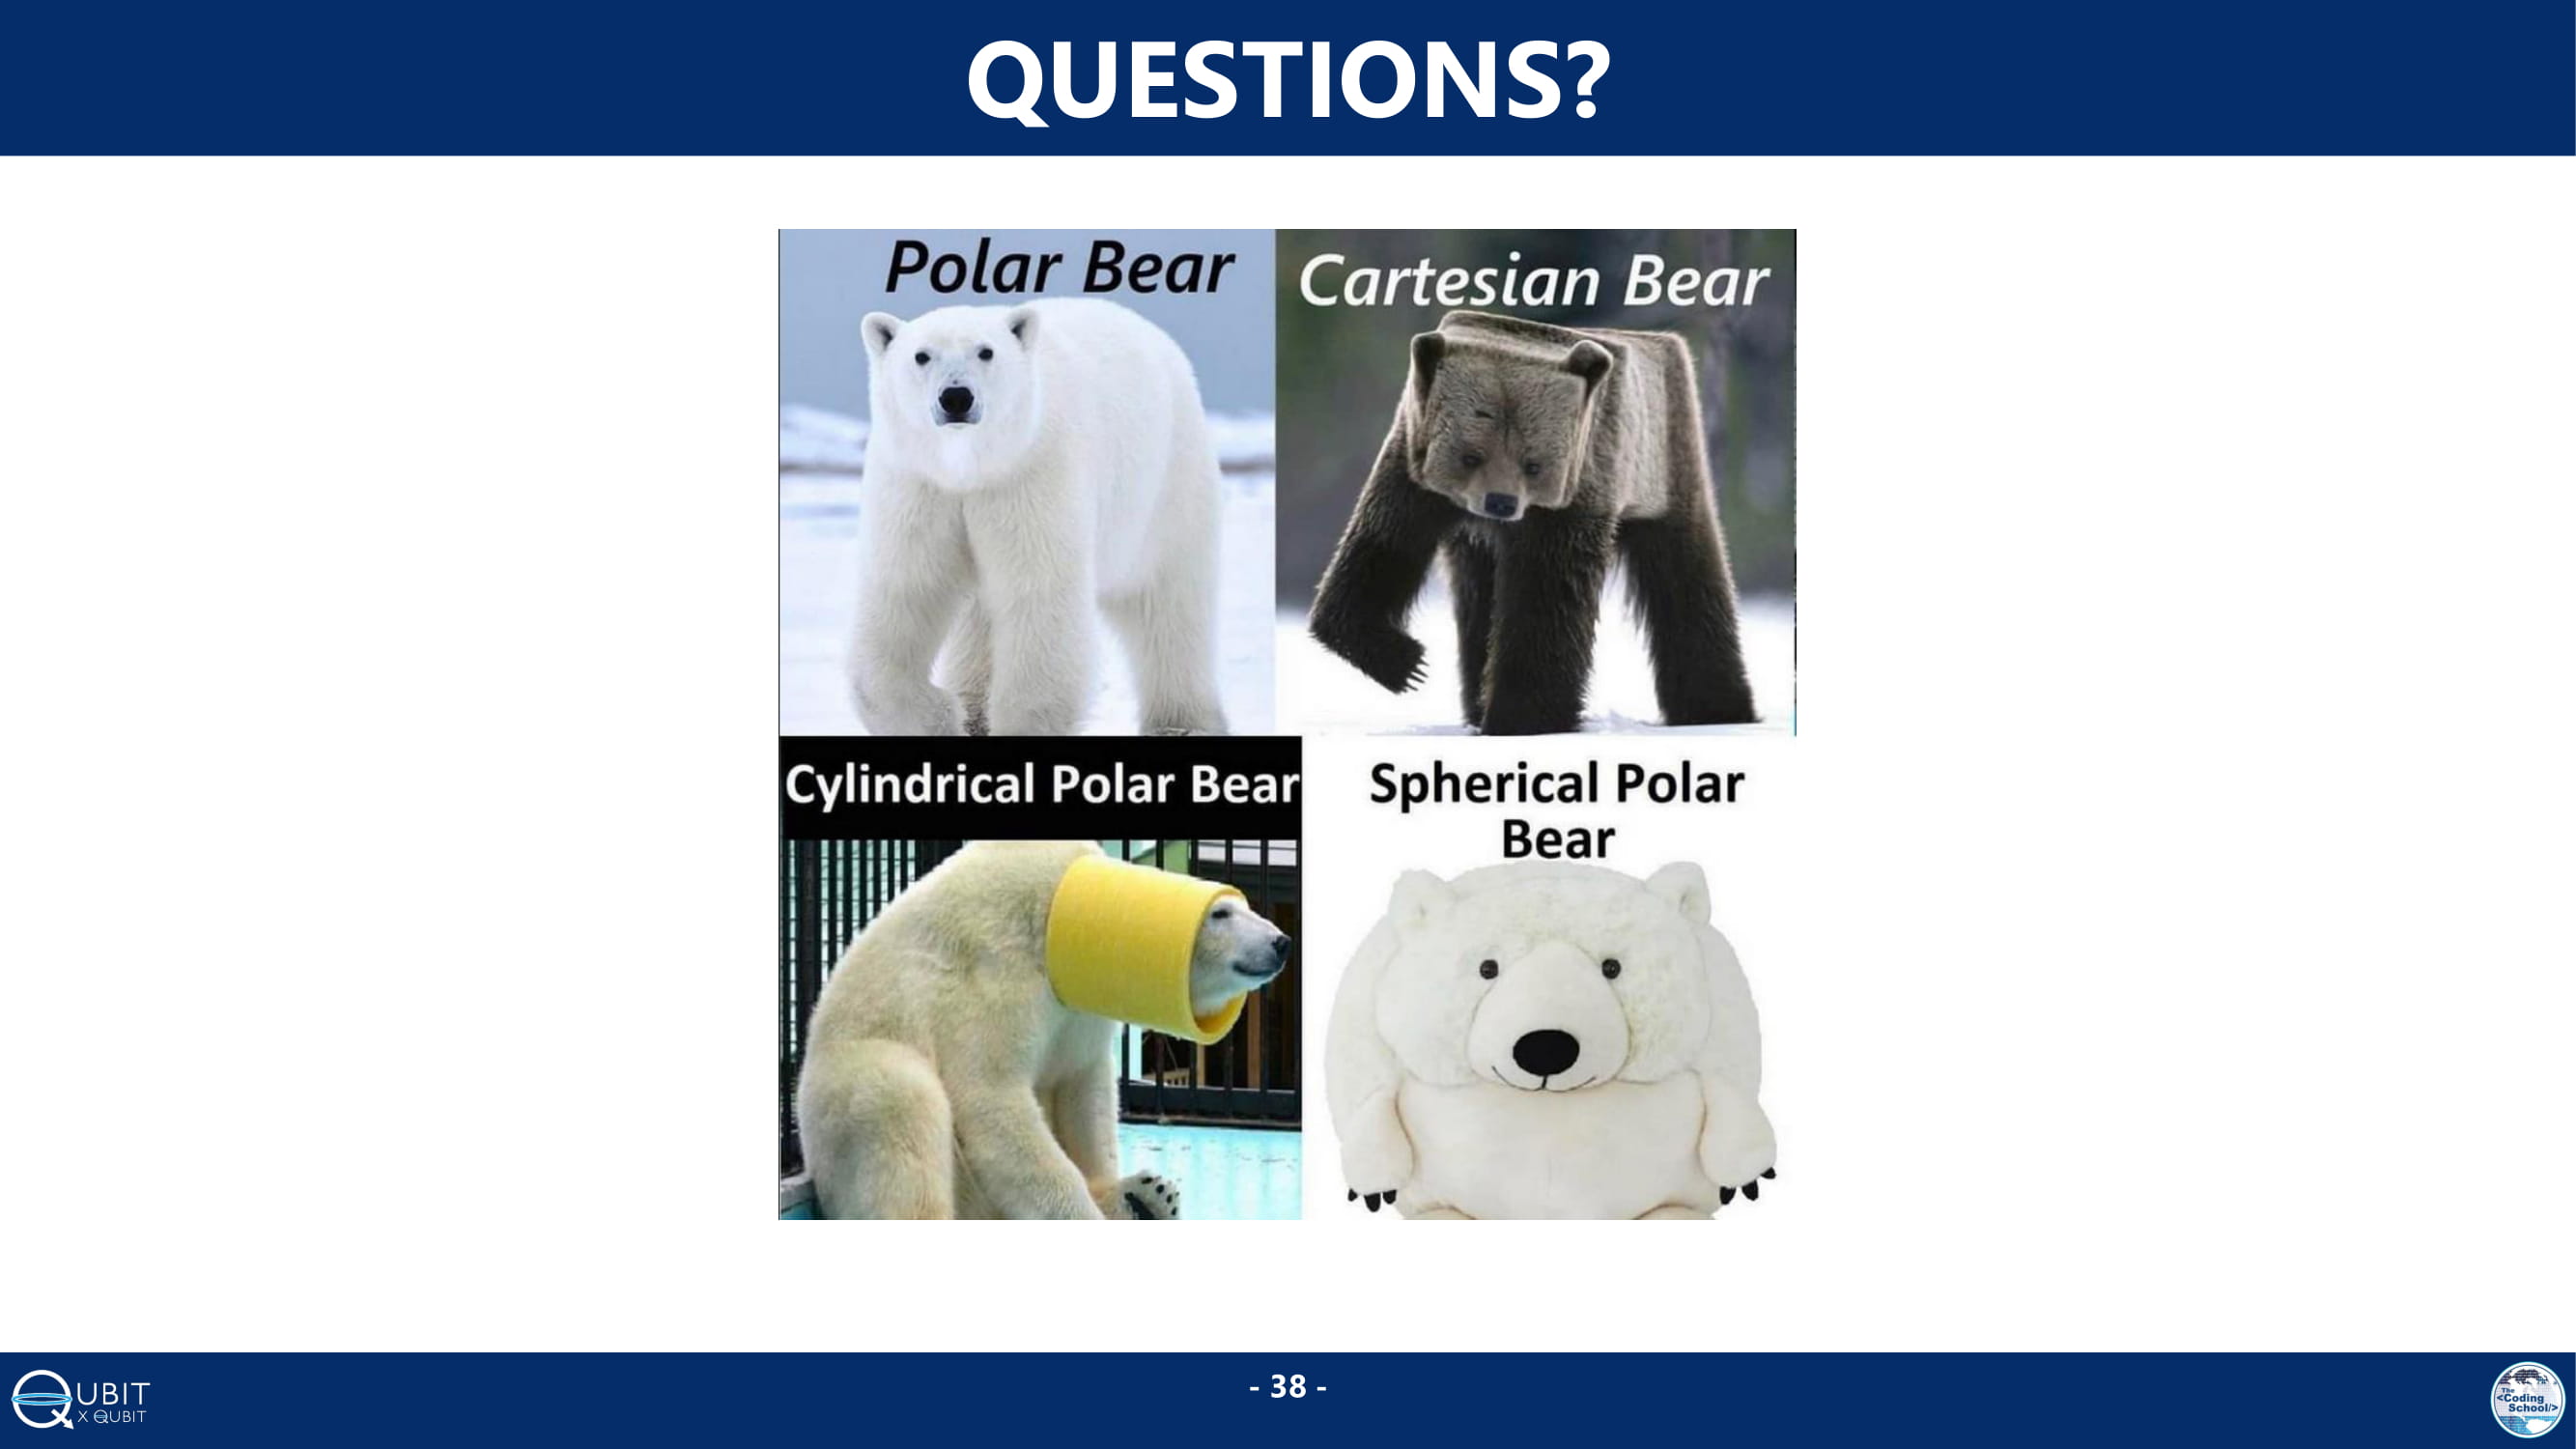 QUESTIONS?
Polar Bear
Cartesian Bear
Cylindrical Polar Bear
Spherical Polar
Bear
QUBIT
X QUBIT
- 38 -
The
<Coding
School/>